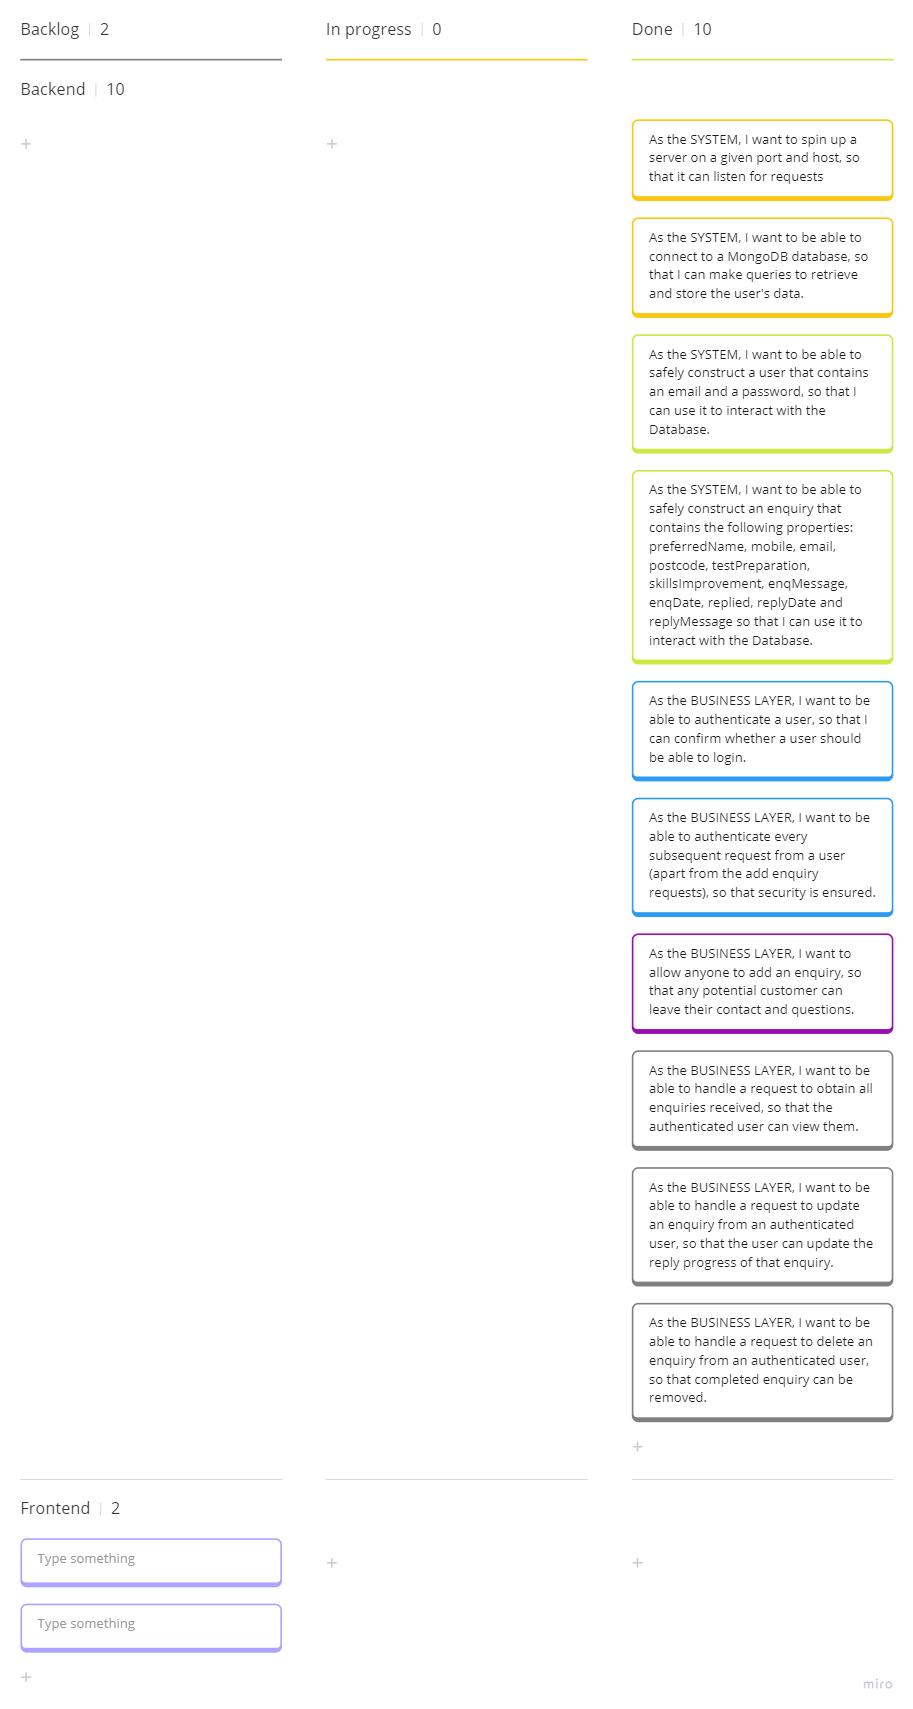 Backlog | 2
In progress | 0
Done | 10
Backend | 10
+
+
As the SYSTEM, I want to spin up a
server on a given port and host, so
that it can listen for requests
As the SYSTEM, I want to be able to
connect to a MongoDB database, so
that I can make queries to retrieve
and store the user's data.
As the SYSTEM, I want to be able to
safely construct a user that contains
an email and a password, so that I
can use it to interact with the
Database.
As the SYSTEM, I want to be able to
safely construct an enquiry that
contains the following properties:
preferredName, mobile, email,
postcode, testPreparation,
skillsImprovement, enqMessage,
enqDate, replied, replyDate and
replyMessage so that I can use it to
interact with the Database.
As the BUSINESS LAYER, I want to be
able to authenticate a user, so that I
can confirm whether a user should
be able to login.
As the BUSINESS LAYER, I want to be
able to authenticate every
subsequent request from a user
(apart from the add enquiry
requests), so that security is ensured.
As the BUSINESS LAYER, I want to
allow anyone to add an enquiry, so
that any potential customer can
leave their contact and questions.
As the BUSINESS LAYER, I want to be
able to handle a request to obtain all
enquiries received, so that the
authenticated user can view them.
As the BUSINESS LAYER, I want to be
able to handle a request to update
an enquiry from an authenticated
user, so that the user can update the
reply progress of that enquiry.
As the BUSINESS LAYER, I want to be
able to handle a request to delete an
enquiry from an authenticated user,
so that completed enquiry can be
removed.
+
Frontend | 2
Type something
Type something
+
+
+
miro